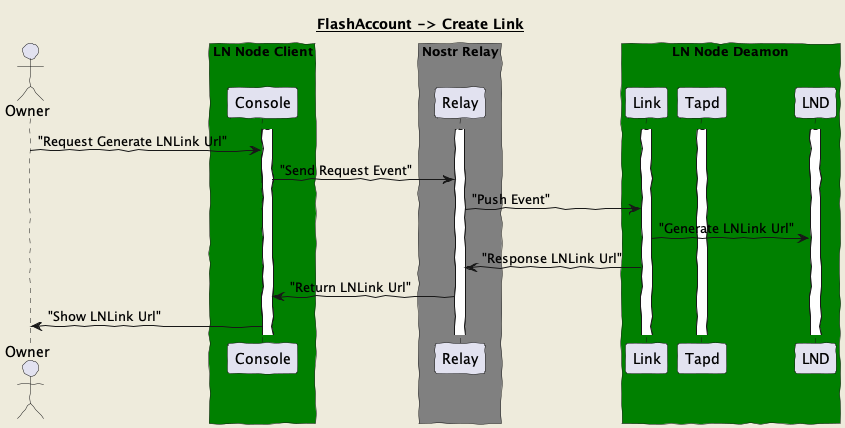 FlashAccount -> Create Link
LN Node Client
Nostr Relay
LN Node Deamon
Owner
Console
Relay
Link
Tapd
LND
"Request Generate LNLink Url"
"Send Request Event"
"Push Event"
"Generate LNLink Url"
"Response LNLink Url"
"Return LNLink Url"
"Show LNLink Url"
Owner
Console
Relay
Link
Tapd
LND